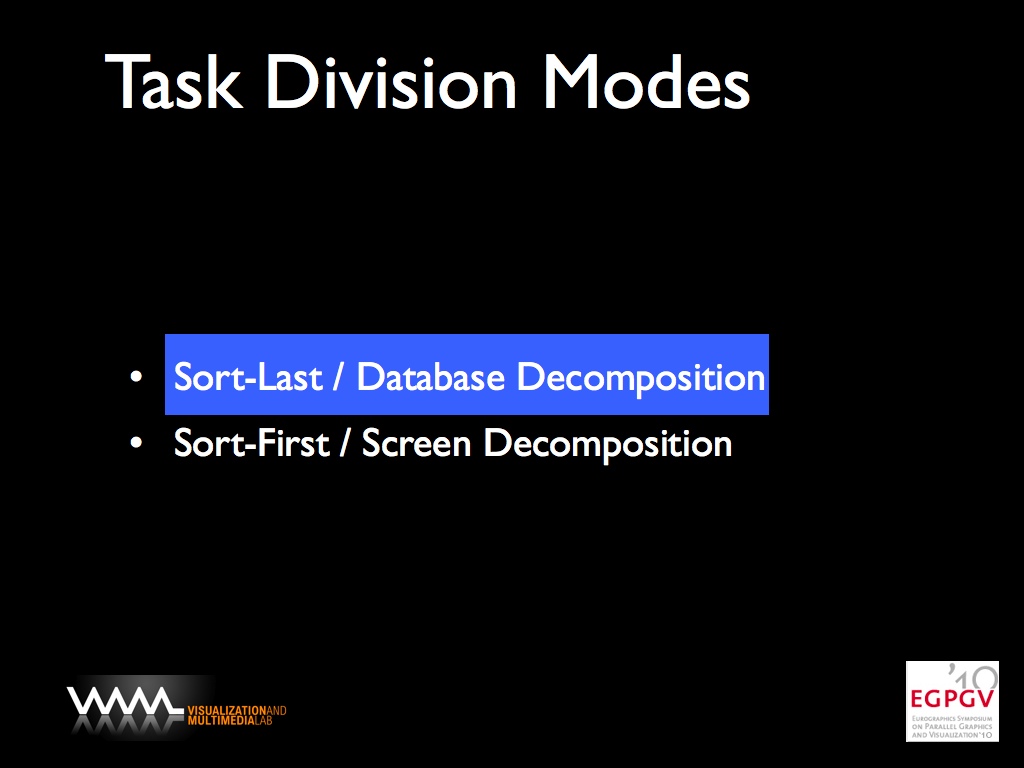 Task Division Modes
• Sort-Last / Database Decomposition
• Sort-First / Screen Decomposition
VMML
VISUALIZATIONAND
MULTIMEDIALAB
'10
EGPGV
EUROGRAPHICS SYMPOSIUM
ON PARALLEL GRAPHICS
AND VISUALIZATION'10